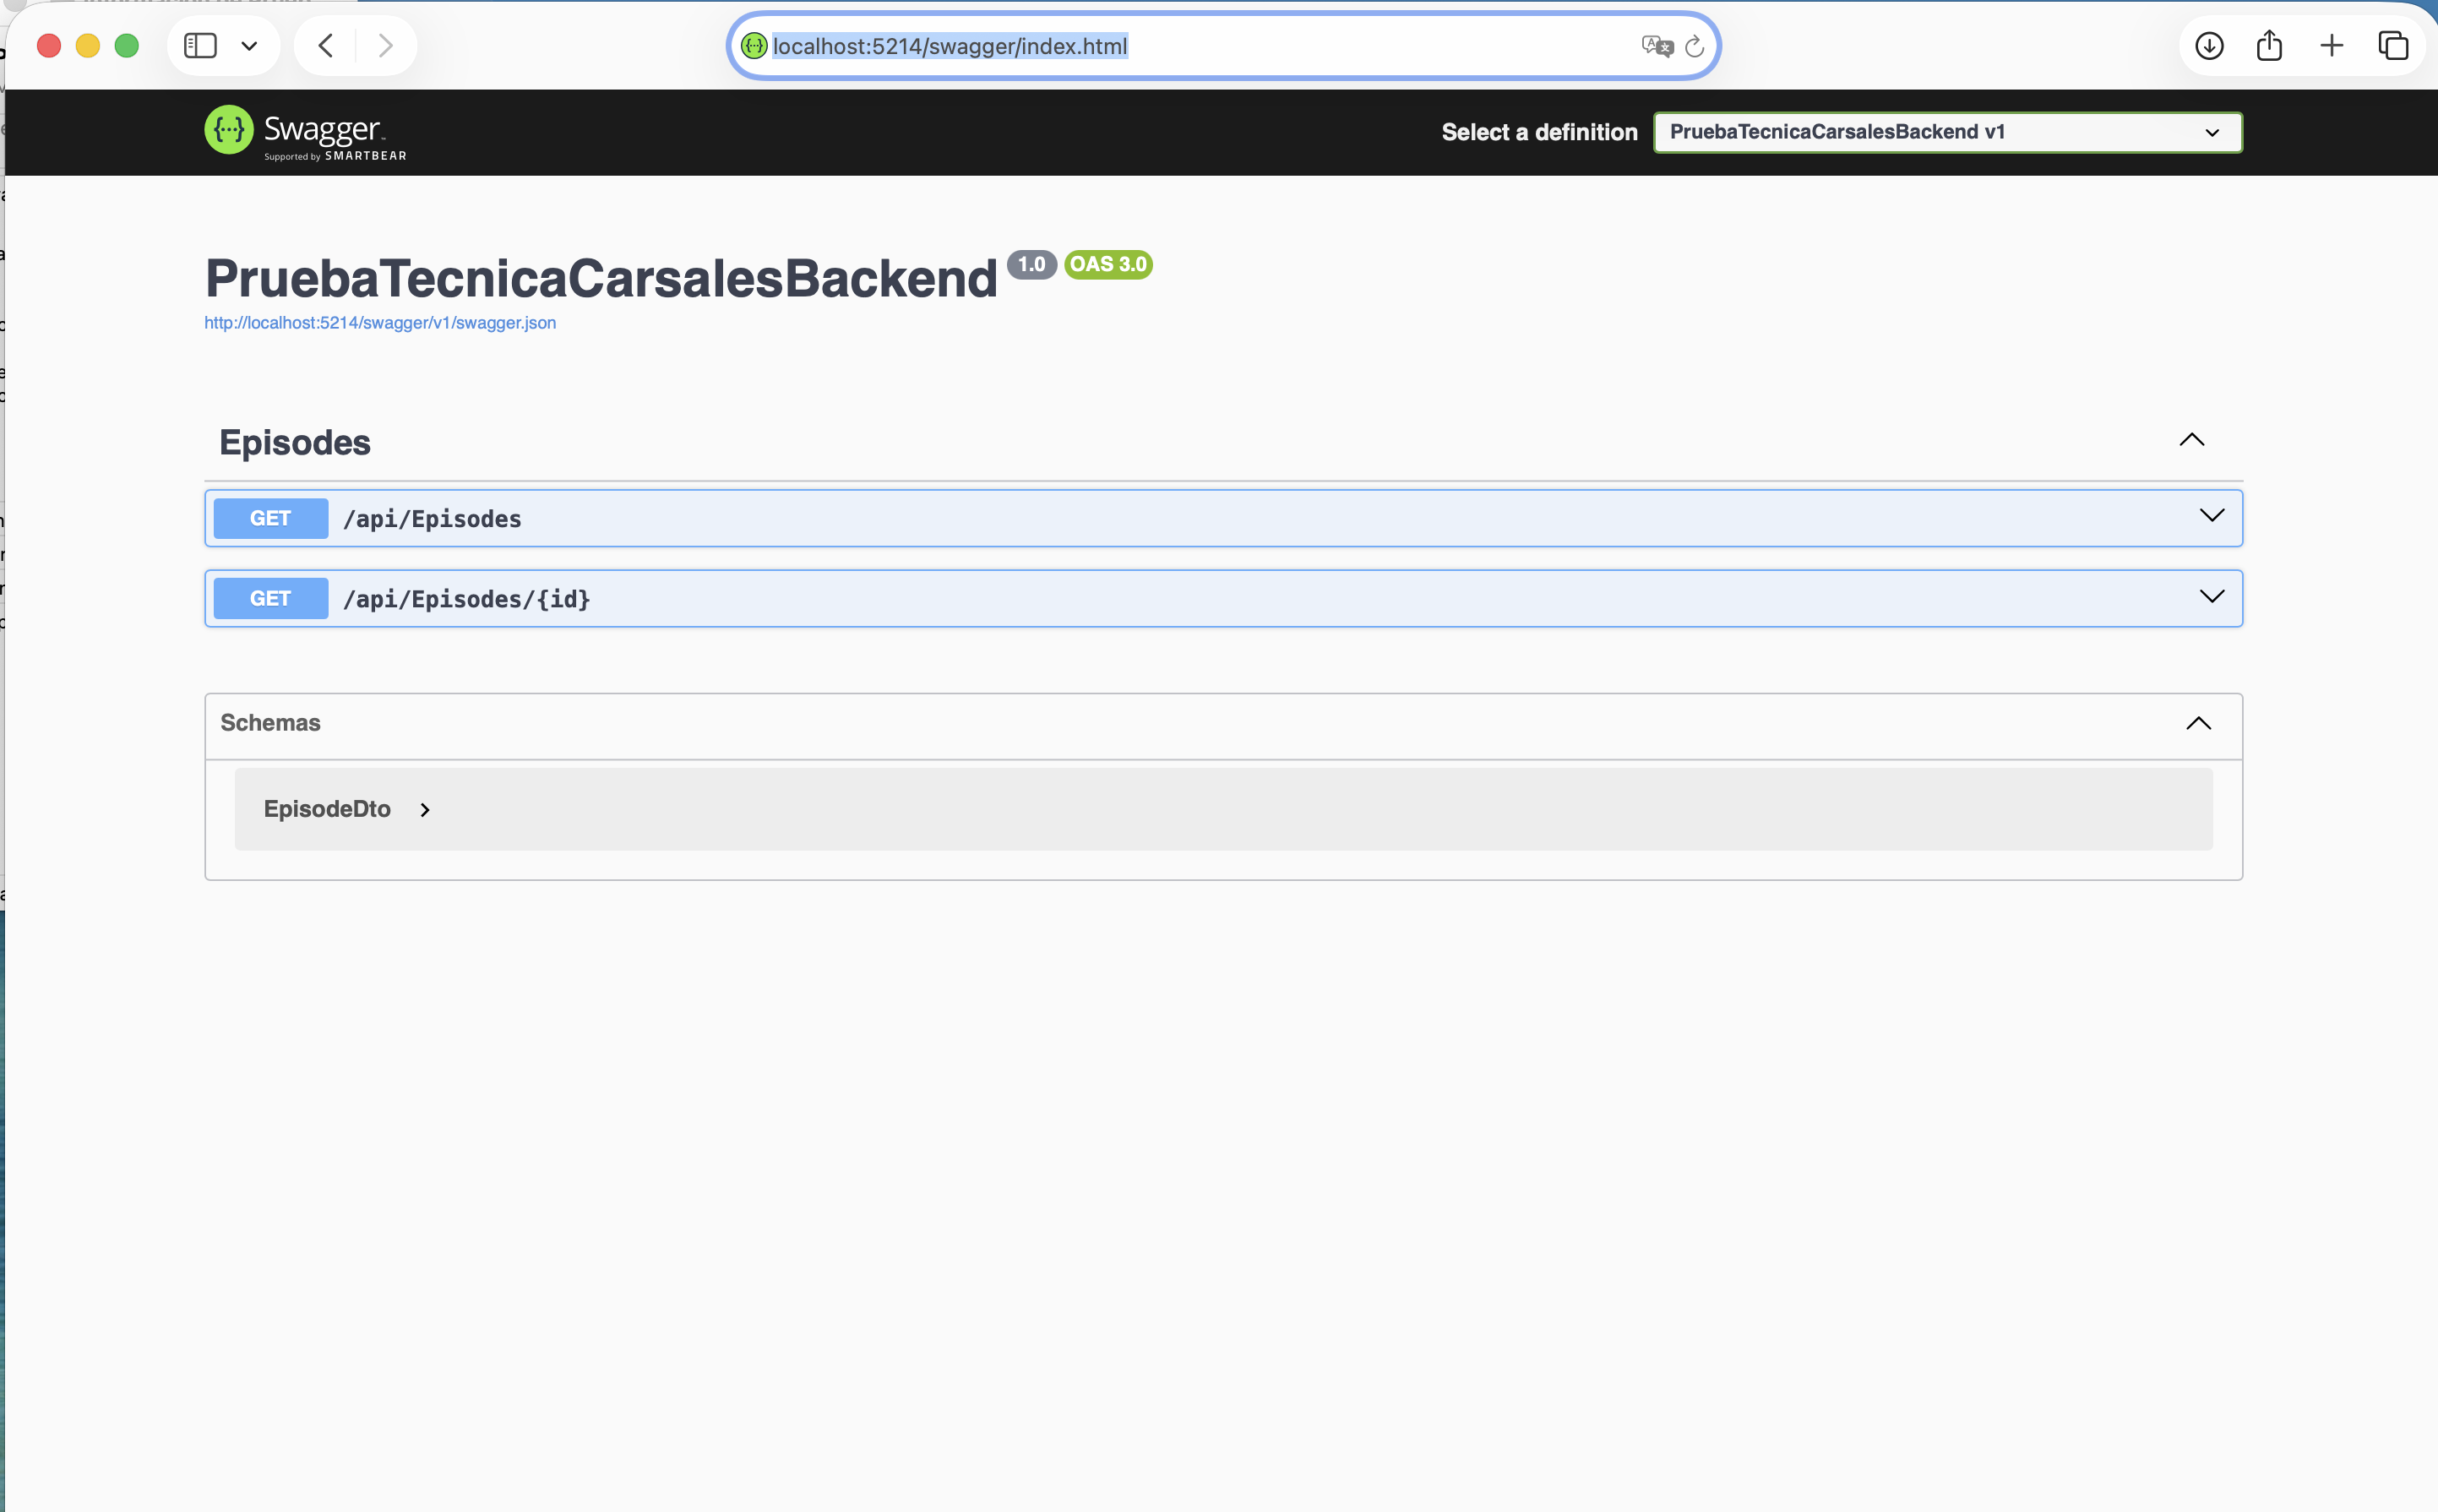 localhost:5214/swagger/index.html
Swagger
Supported by SMARTBEAR
Select a definition
PruebaTecnicaCarsalesBackend v1
PruebaTecnicaCarsalesBackend 1.0 OAS 3.0
http://localhost:5214/swagger/v1/swagger.json
Episodes
GET /api/Episodes
GET /api/Episodes/{id}
Schemas
EpisodeDto